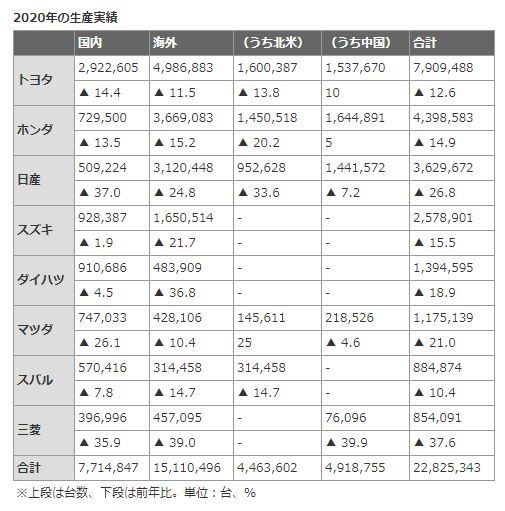 2020年の生産実績
国内 海外 （うち北米） （うち中国） 合計
トヨタ 2,922,605 4,986,883 1,600,387 1,537,670 7,909,488
▲ 14.4 ▲ 11.5 ▲ 13.8 10 ▲ 12.6
ホンダ 729,500 3,669,083 1,450,518 1,644,891 4,398,583
▲ 13.5 ▲ 15.2 ▲ 20.2 5 ▲ 14.9
日産 509,224 3,120,448 952,628 1,441,572 3,629,672
▲ 37.0 ▲ 24.8 ▲ 33.6 ▲ 7.2 ▲ 26.8
スズキ 928,387 1,650,514 - - 2,578,901
▲ 1.9 ▲ 21.7 - - ▲ 15.5
ダイハツ 910,686 483,909 - - 1,394,595
▲ 4.5 ▲ 36.8 - - ▲ 18.9
マツダ 747,033 428,106 145,611 218,526 1,175,139
▲ 26.1 ▲ 10.4 25 ▲ 4.6 ▲ 21.0
スバル 570,416 314,458 314,458 - 884,874
▲ 7.8 ▲ 14.7 ▲ 14.7 - ▲ 10.4
三菱 396,996 457,095 - 76,096 854,091
▲ 35.9 ▲ 39.0 - ▲ 39.9 ▲ 37.6
合計 7,714,847 15,110,496 4,463,602 4,918,755 22,825,343
※上段は台数、下段は前年比。単位：台、%